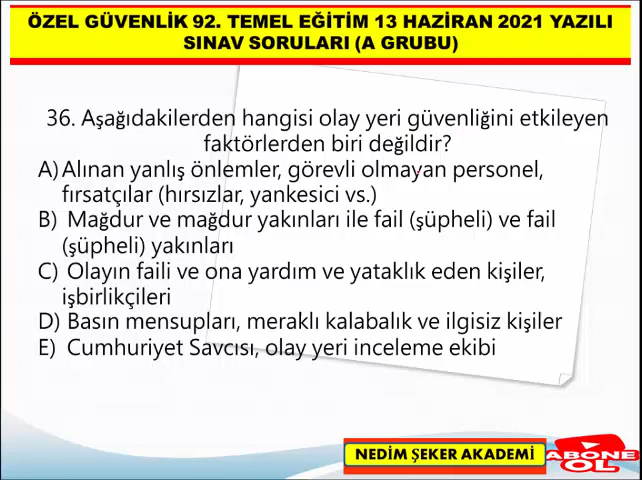 ÖZEL GÜVENLİK 92. TEMEL EĞİTİM 13 HAZİRAN 2021 YAZILI
SINAV SORULARI (A GRUBU)
36. Aşağıdakilerden hangisi olay yeri güvenliğini etkileyen
faktörlerden biri değildir?
A) Alınan yanlış önlemler, görevli olmayan personel,
fırsatçılar (hırsızlar, yankesici vs.)
B) Mağdur ve mağdur yakınları ile fail (şüpheli) ve fail
(şüpheli) yakınları
C) Olayın faili ve ona yardım ve yataklık eden kişiler,
işbirlikçileri
D) Basın mensupları, meraklı kalabalık ve ilgisiz kişiler
E) Cumhuriyet Savcısı, olay yeri inceleme ekibi
NEDİM ŞEKER AKADEMİ
ABONE
OL